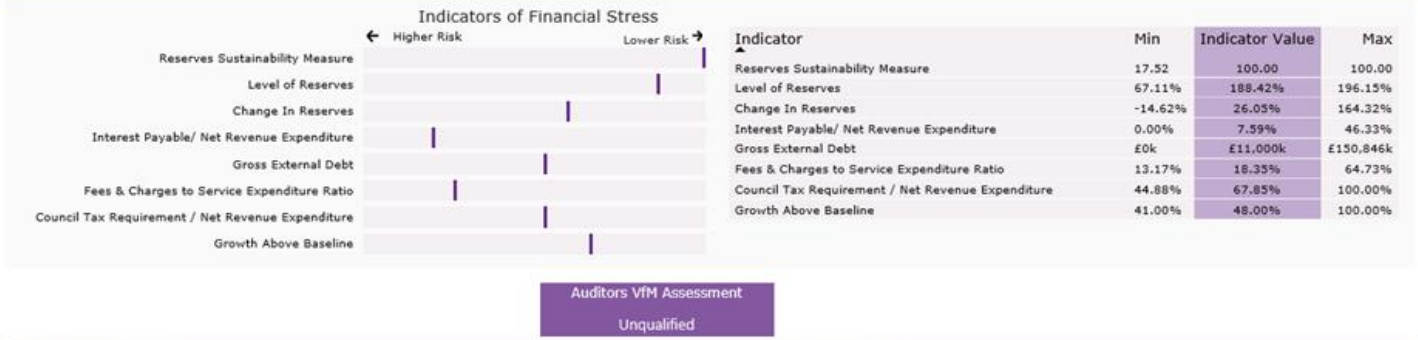 Indicators of Financial Stress
← Higher Risk Lower Risk →
Reserves Sustainability Measure
Level of Reserves
Change In Reserves
Interest Payable/ Net Revenue Expenditure
Gross External Debt
Fees & Charges to Service Expenditure Ratio
Council Tax Requirement / Net Revenue Expenditure
Growth Above Baseline
Indicator Min Indicator Value Max
Reserves Sustainability Measure 17.52 100.00 100.00
Level of Reserves 67.11% 188.42% 196.15%
Change In Reserves -14.62% 26.05% 164.32%
Interest Payable/ Net Revenue Expenditure 0.00% 7.59% 46.33%
Gross External Debt £0k £11,000k £150,846k
Fees & Charges to Service Expenditure Ratio 13.17% 18.35% 64.73%
Council Tax Requirement / Net Revenue Expenditure 44.88% 67.85% 100.00%
Growth Above Baseline 41.00% 48.00% 100.00%
Auditors VfM Assessment
Unqualified